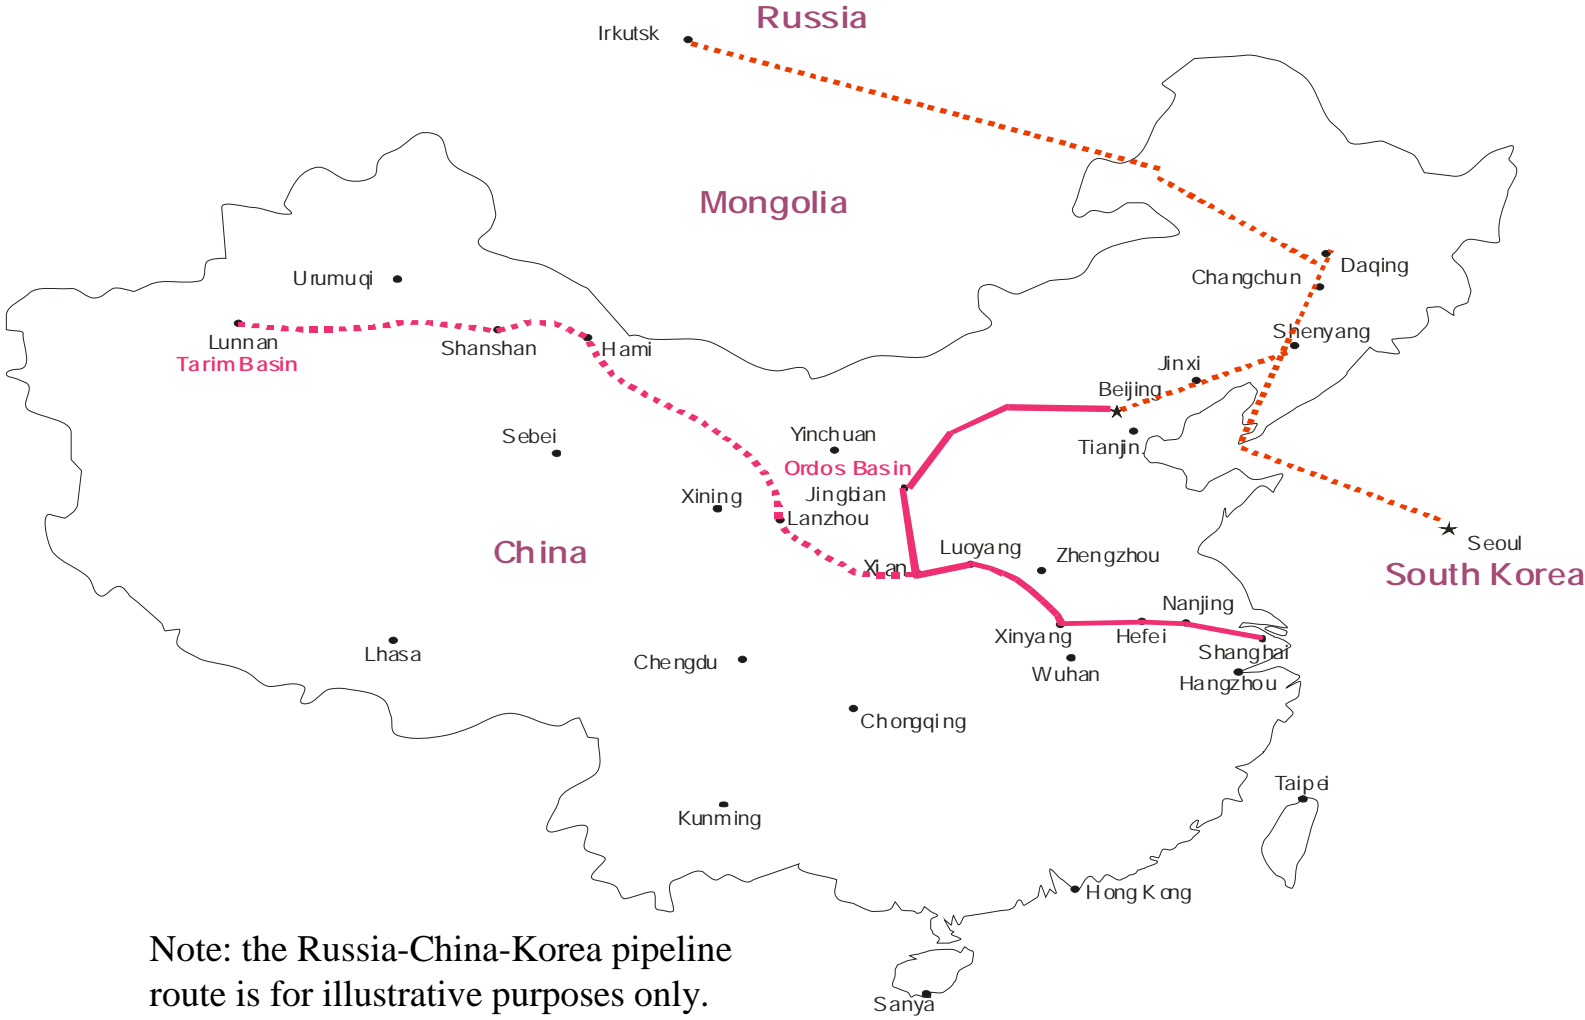 Russia
Irkutsk
Mongolia
Daqing
Changchun
Urumuqi
Shenyang
Lunnan
Tarim Basin
Shanshan
Hami
Jinxi
Beijing
Sebei
Yinchuan
Tianjin
Ordos Basin
Jingbian
Xining
Lanzhou
China
Xian
Luoyang
Zhengzhou
Seoul
South Korea
Nanjing
Xinyang
Hefei
Shanghai
Lhasa
Chengdu
Wuhan
Hangzhou
Chongqing
Taipei
Kunming
Hong Kong
Note: the Russia-China-Korea pipeline
route is for illustrative purposes only.
Sanya